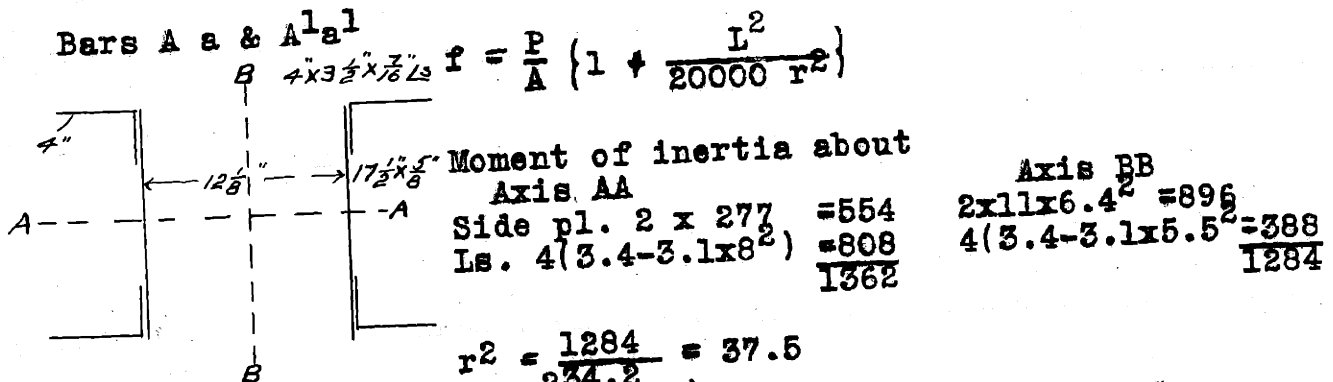 Bars A a & A¹a¹
4"x3½"x7/16" Ls f = P/A {1 + L²/20000 r²}
B
4"
12⅛"
17½"x⅝"
A A
B
Moment of inertia about
Axis AA
Side pl. 2 x 277 =554
Ls. 4(3.4-3.1x8²) =808
1362
Axis BB
2x11x6.4² =896
4(3.4-3.1x5.5²=388
1284
r² = 1284/34.2 = 37.5